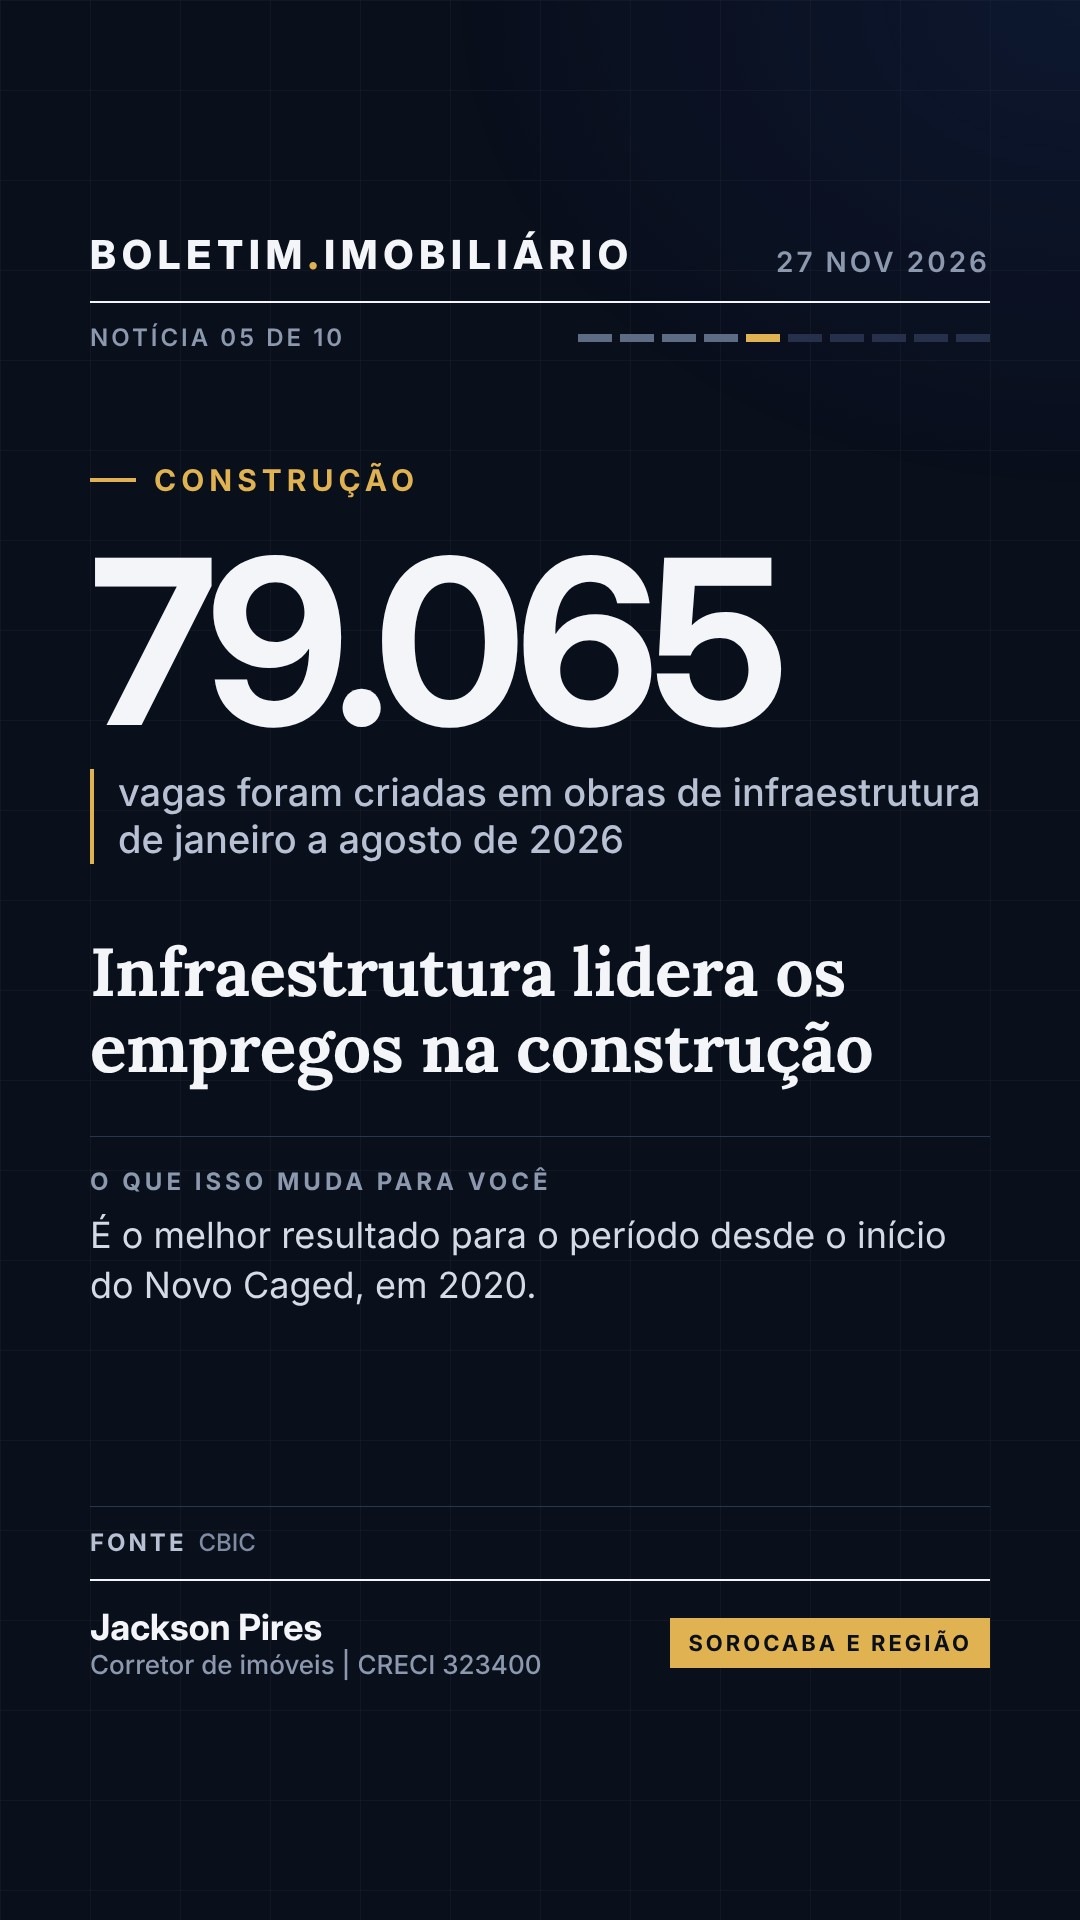 BOLETIM.IMOBILIÁRIO
27 NOV 2026
NOTÍCIA 05 DE 10
CONSTRUÇÃO
79.065
vagas foram criadas em obras de infraestrutura
de janeiro a agosto de 2026
Infraestrutura lidera os
empregos na construção
O QUE ISSO MUDA PARA VOCÊ
É o melhor resultado para o período desde o início
do Novo Caged, em 2020.
FONTE CBIC
Jackson Pires
Corretor de imóveis | CRECI 323400
SOROCABA E REGIÃO